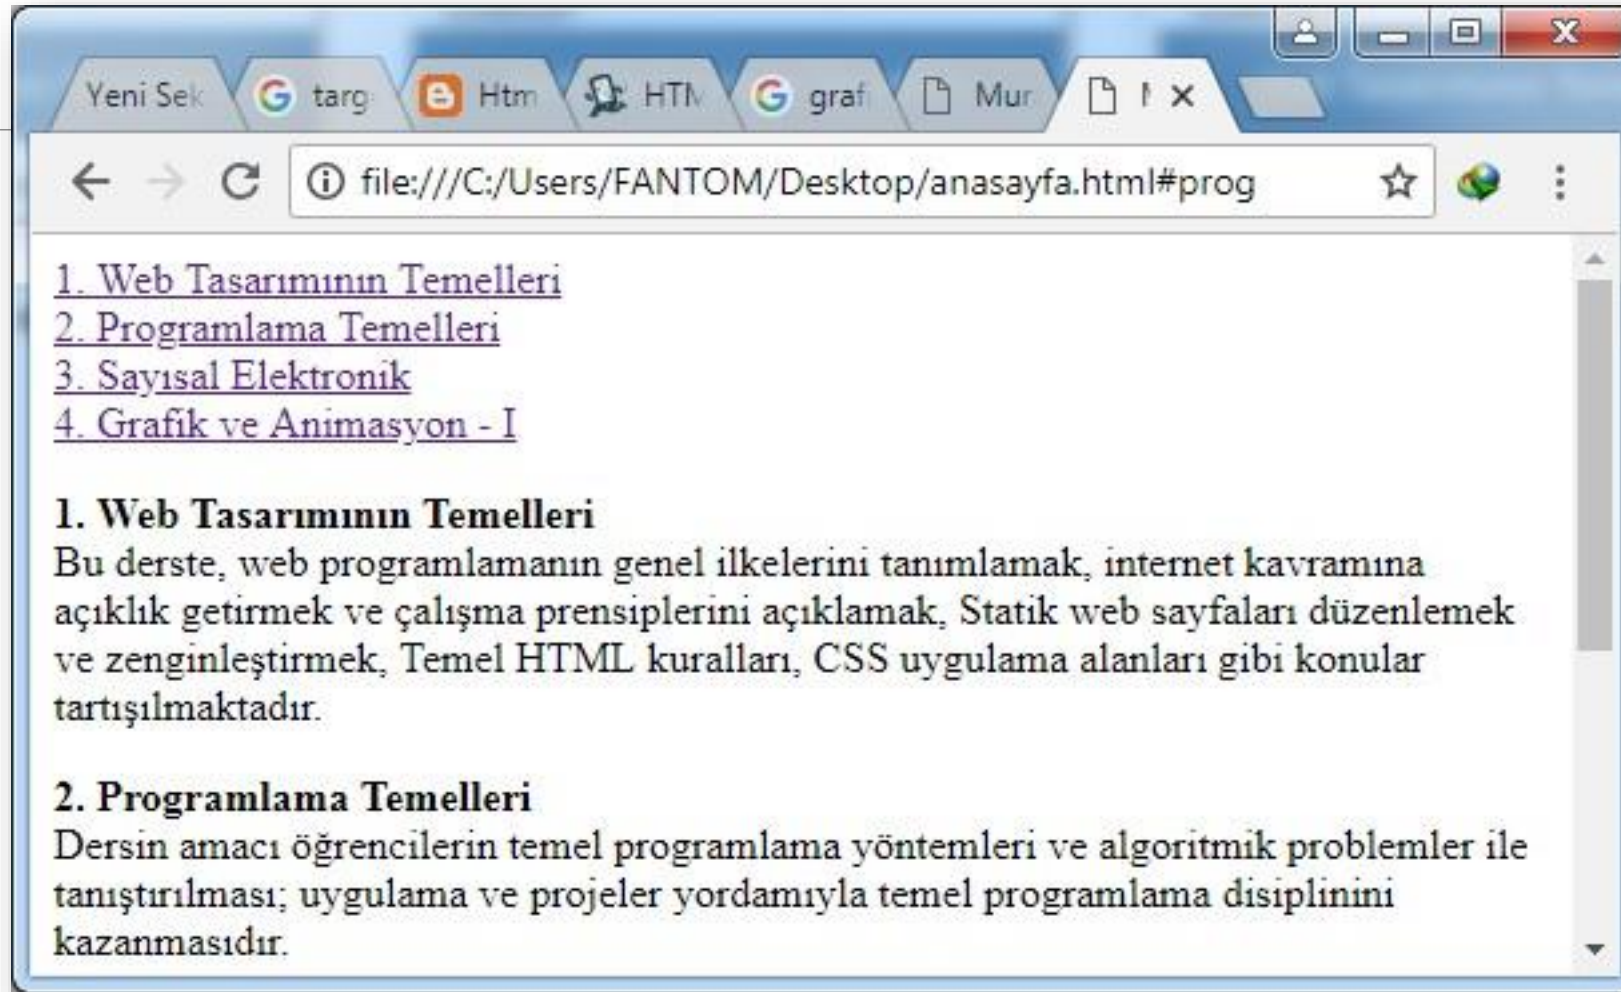 Yeni Sek
targ
Htm
HTM
graf
Mur
file:///C:/Users/FANTOM/Desktop/anasayfa.html#prog
1. Web Tasarımının Temelleri
2. Programlama Temelleri
3. Sayısal Elektronik
4. Grafik ve Animasyon - I
1. Web Tasarımının Temelleri
Bu derste, web programlamanın genel ilkelerini tanımlamak, internet kavramına
açıklık getirmek ve çalışma prensiplerini açıklamak, Statik web sayfaları düzenlemek
ve zenginleştirmek, Temel HTML kuralları, CSS uygulama alanları gibi konular
tartışılmaktadır.
2. Programlama Temelleri
Dersin amacı öğrencilerin temel programlama yöntemleri ve algoritmik problemler ile
tanıştırılması; uygulama ve projeler yordamıyla temel programlama disiplinini
kazanmasıdır.